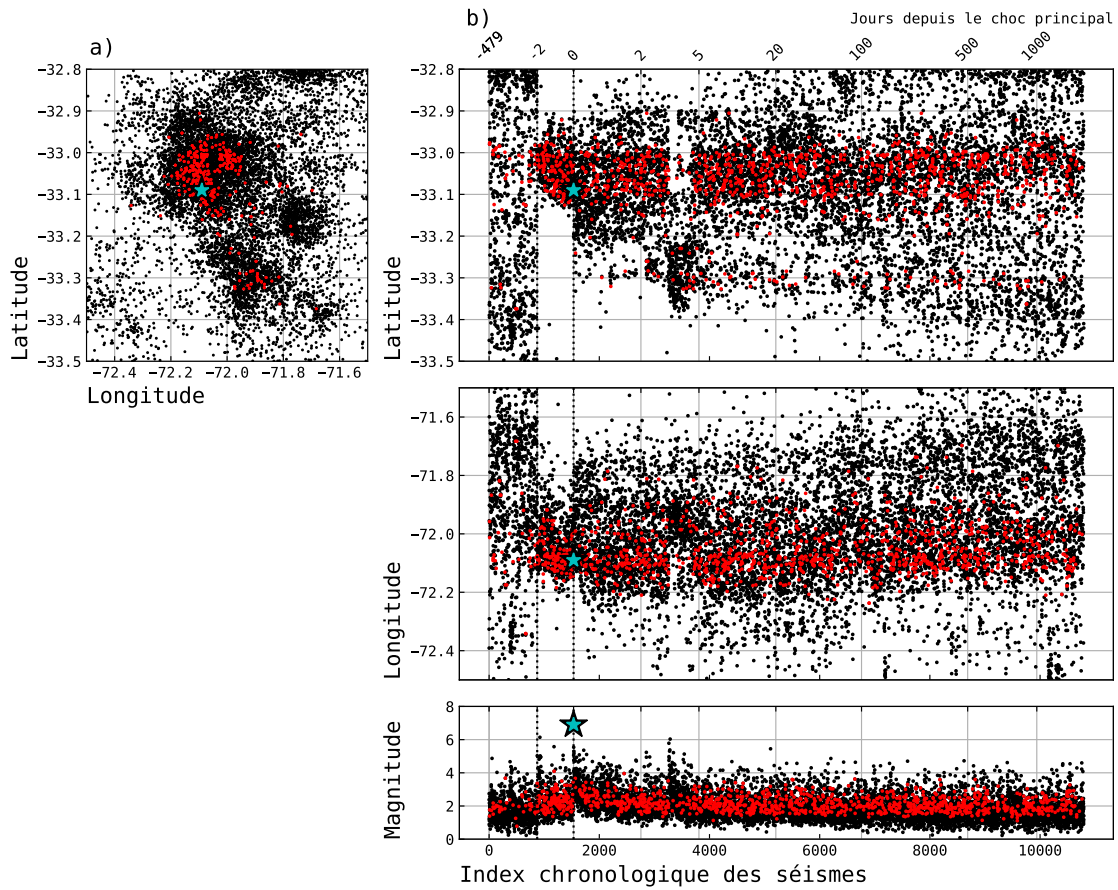 a)
−32.8
−32.9
−33.0
−33.1
−33.2
−33.3
−33.4
−33.5
Latitude
−72.4 −72.2 −72.0 −71.8 −71.6
Longitude
b)
Jours depuis le choc principal
−479 −2 0 2 5 20 100 500 1000
−32.8
−32.9
−33.0
−33.1
−33.2
−33.3
−33.4
−33.5
Latitude
−71.6
−71.8
−72.0
−72.2
−72.4
Longitude
8
6
4
2
0
Magnitude
0 2000 4000 6000 8000 10000
Index chronologique des séismes